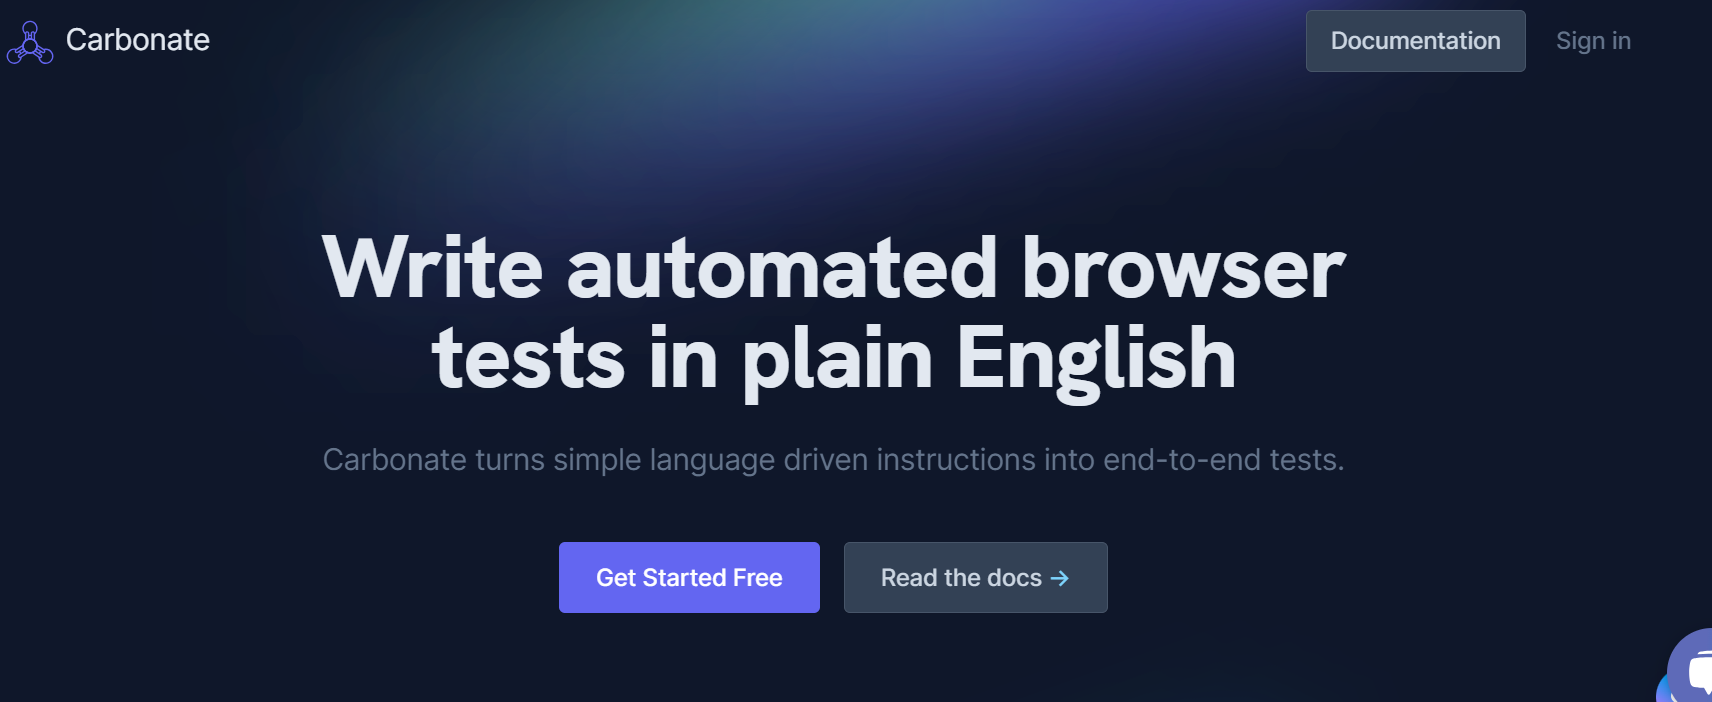 Carbonate
Documentation
Sign in
Write automated browser
tests in plain English
Carbonate turns simple language driven instructions into end-to-end tests.
Get Started Free
Read the docs →